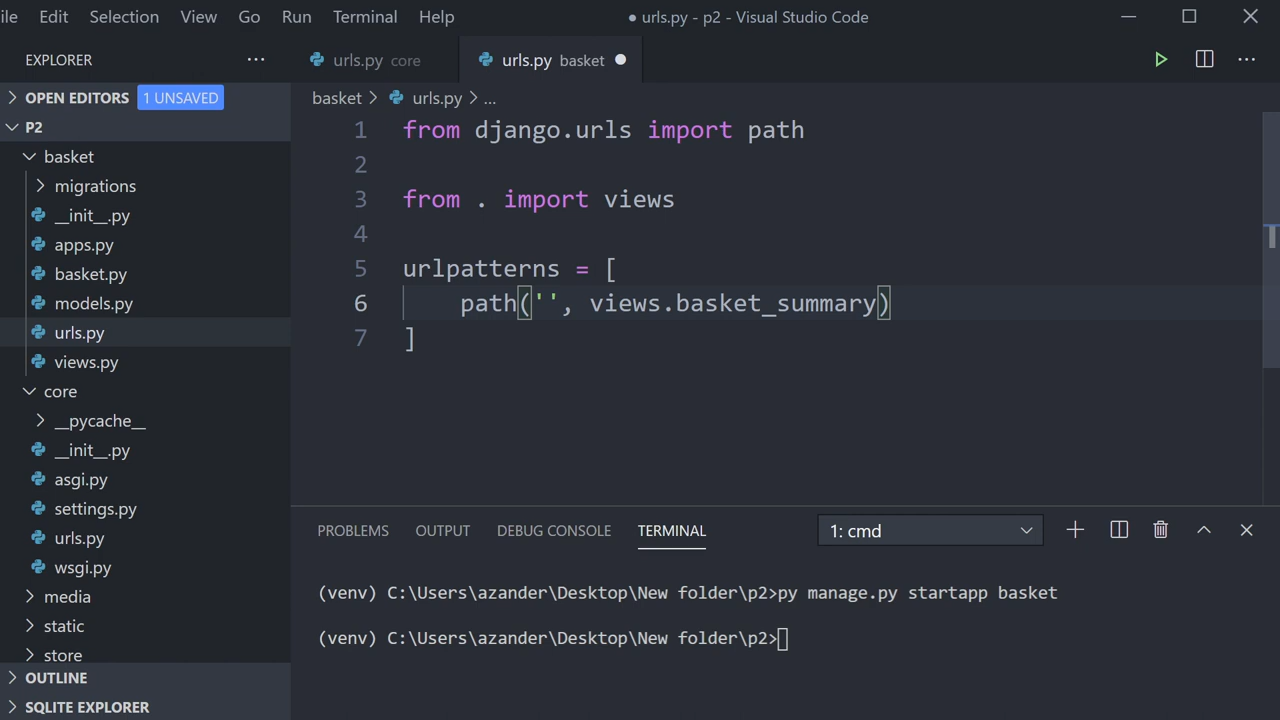 ile Edit Selection View Go Run Terminal Help ● urls.py - p2 - Visual Studio Code
EXPLORER ···
urls.py core
urls.py basket
OPEN EDITORS 1 UNSAVED
P2
basket
migrations
__init__.py
apps.py
basket.py
models.py
urls.py
views.py
core
__pycache__
__init__.py
asgi.py
settings.py
urls.py
wsgi.py
media
static
store
OUTLINE
SQLITE EXPLORER
basket > urls.py > ...
1 from django.urls import path
2
3 from . import views
4
5 urlpatterns = [
6     path('', views.basket_summary)
7 ]
PROBLEMS OUTPUT DEBUG CONSOLE TERMINAL 1: cmd
(venv) C:\Users\azander\Desktop\New folder\p2>py manage.py startapp basket
(venv) C:\Users\azander\Desktop\New folder\p2>